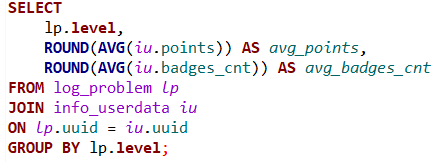 SELECT
lp.level,
ROUND(AVG(iu.points)) AS avg_points,
ROUND(AVG(iu.badges_cnt)) AS avg_badges_cnt
FROM log_problem lp
JOIN info_userdata iu
ON lp.uuid = iu.uuid
GROUP BY lp.level;